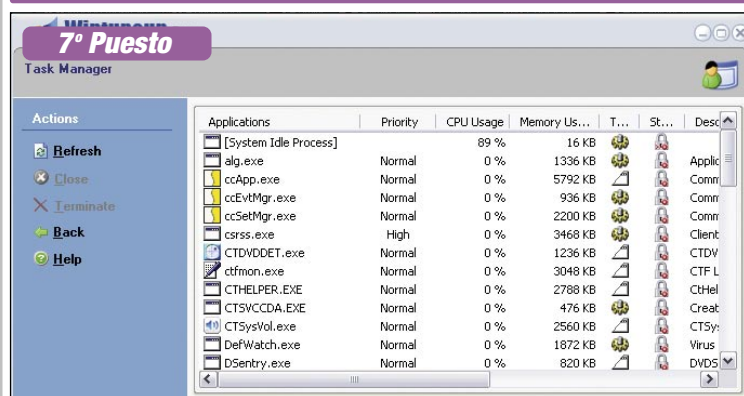 7º Puesto
Task Manager
Actions
Refresh
Close
Terminate
Back
Help
Applications Priority CPU Usage Memory Us... T... St... Desc
[System Idle Process] 89 % 16 KB
alg.exe Normal 0 % 1336 KB Applic
ccApp.exe Normal 0 % 5792 KB Comm
ccEvtMgr.exe Normal 0 % 936 KB Comm
ccSetMgr.exe Normal 0 % 2200 KB Comm
csrss.exe High 0 % 3468 KB Client
CTDVDDET.exe Normal 0 % 1236 KB CTDV
ctfmon.exe Normal 0 % 3048 KB CTF L
CTHELPER.EXE Normal 0 % 2788 KB CtHel
CTSVCCDA.EXE Normal 0 % 476 KB Creat
CTSysVol.exe Normal 0 % 2560 KB CTSy
DefWatch.exe Normal 0 % 1872 KB Virus
DSentry.exe Normal 0 % 820 KB DVDS